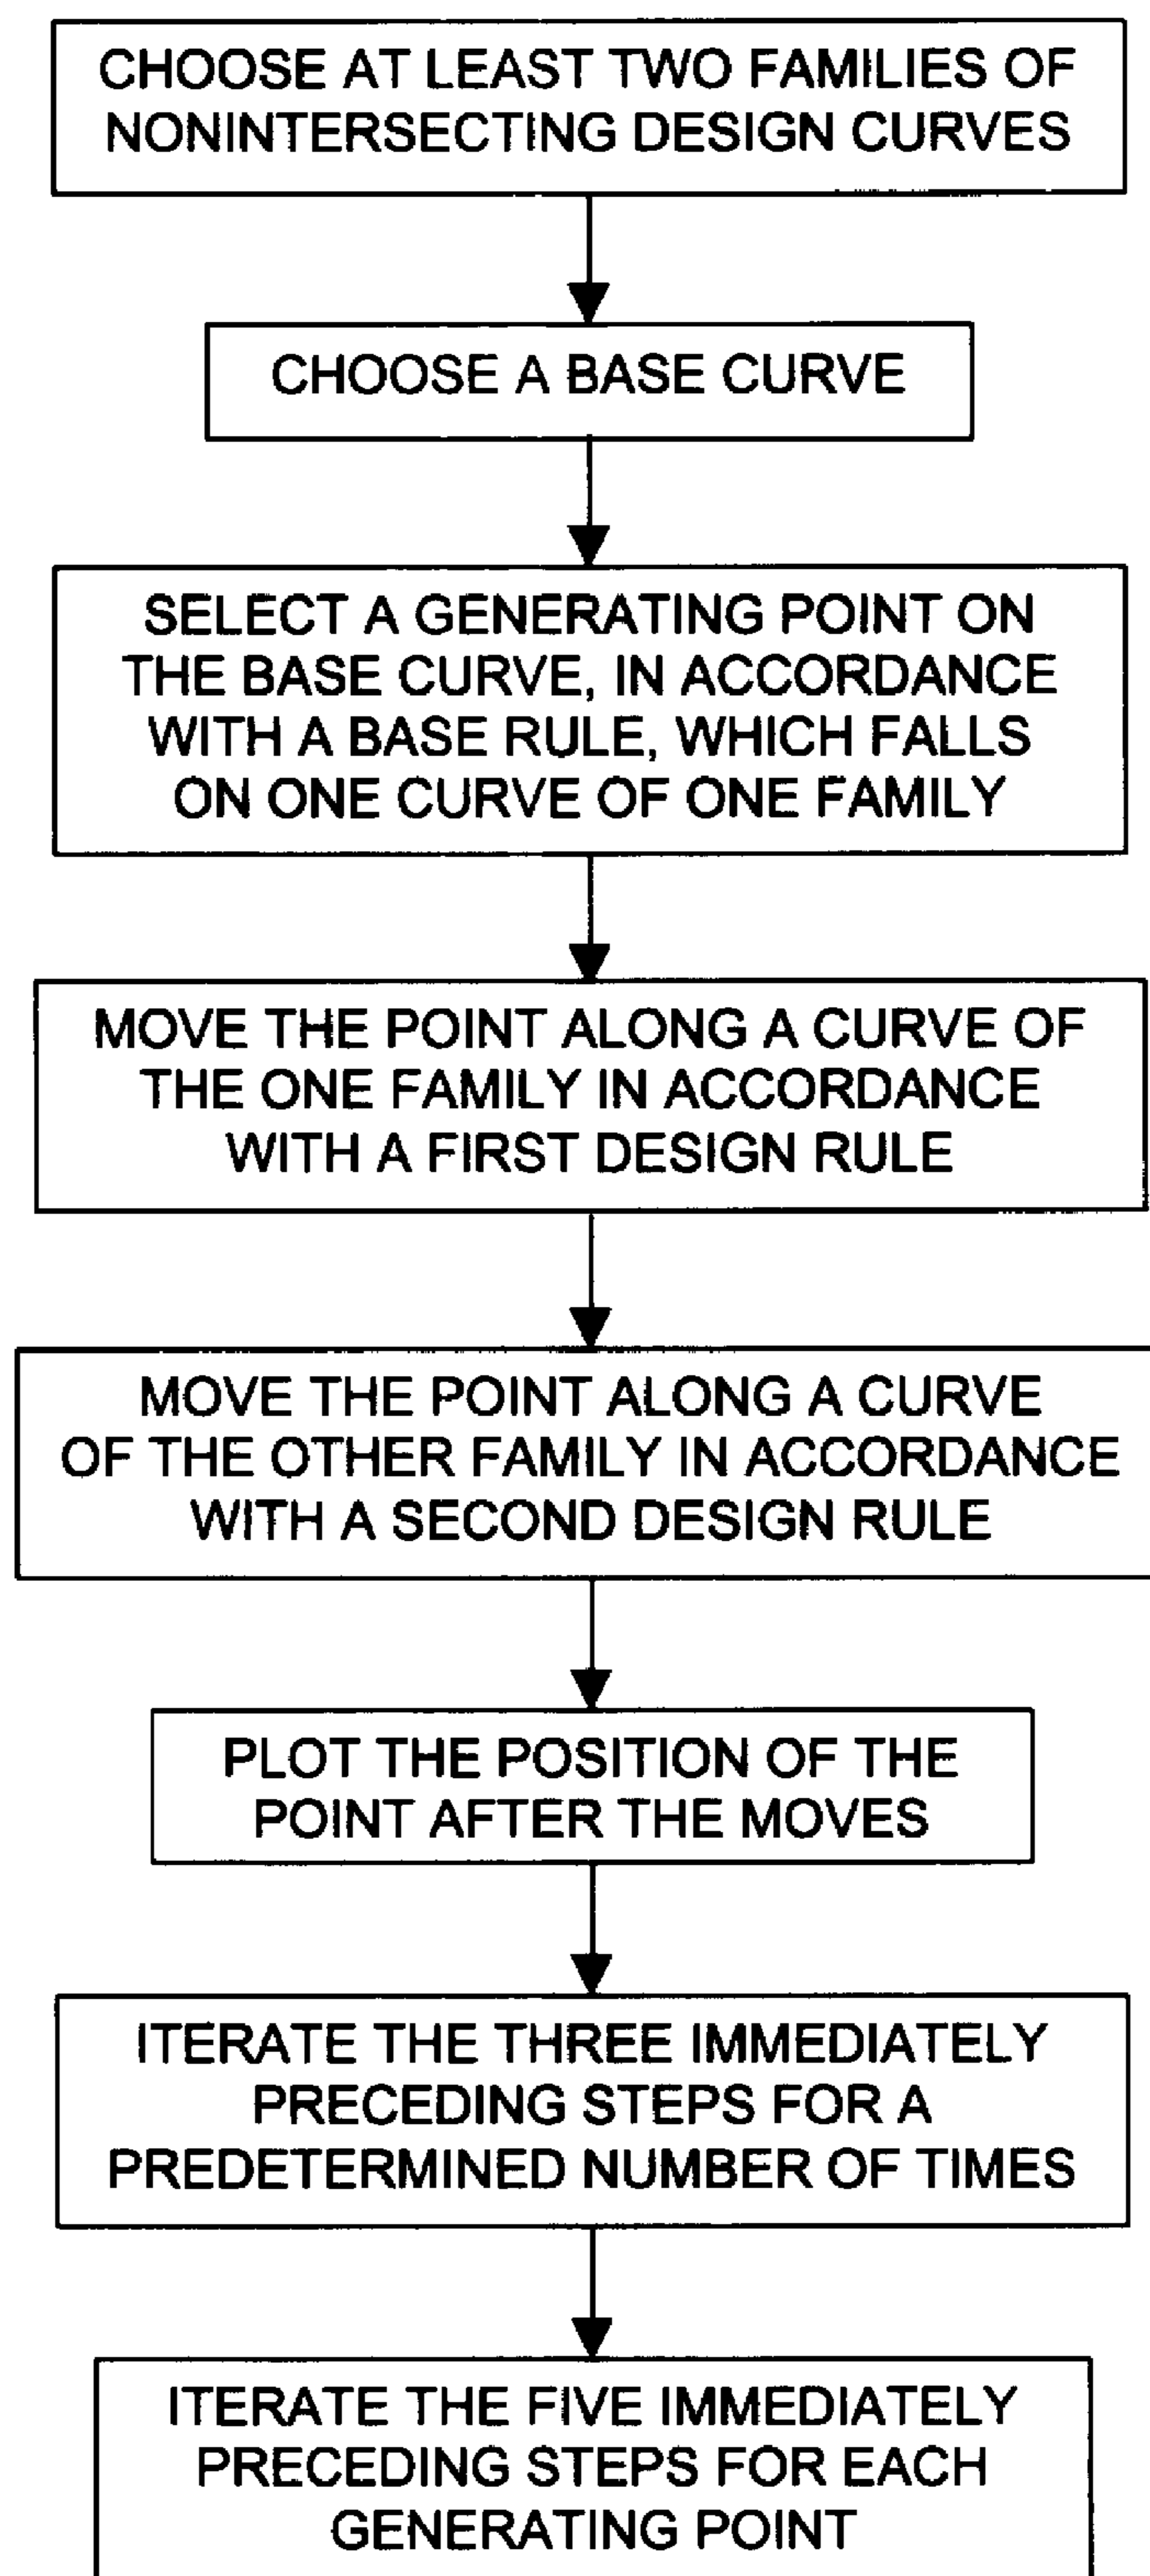 CHOOSE AT LEAST TWO FAMILIES OF
NONINTERSECTING DESIGN CURVES
CHOOSE A BASE CURVE
SELECT A GENERATING POINT ON
THE BASE CURVE, IN ACCORDANCE
WITH A BASE RULE, WHICH FALLS
ON ONE CURVE OF ONE FAMILY
MOVE THE POINT ALONG A CURVE OF
THE ONE FAMILY IN ACCORDANCE
WITH A FIRST DESIGN RULE
MOVE THE POINT ALONG A CURVE
OF THE OTHER FAMILY IN ACCORDANCE
WITH A SECOND DESIGN RULE
PLOT THE POSITION OF THE
POINT AFTER THE MOVES
ITERATE THE THREE IMMEDIATELY
PRECEDING STEPS FOR A
PREDETERMINED NUMBER OF TIMES
ITERATE THE FIVE IMMEDIATELY
PRECEDING STEPS FOR EACH
GENERATING POINT